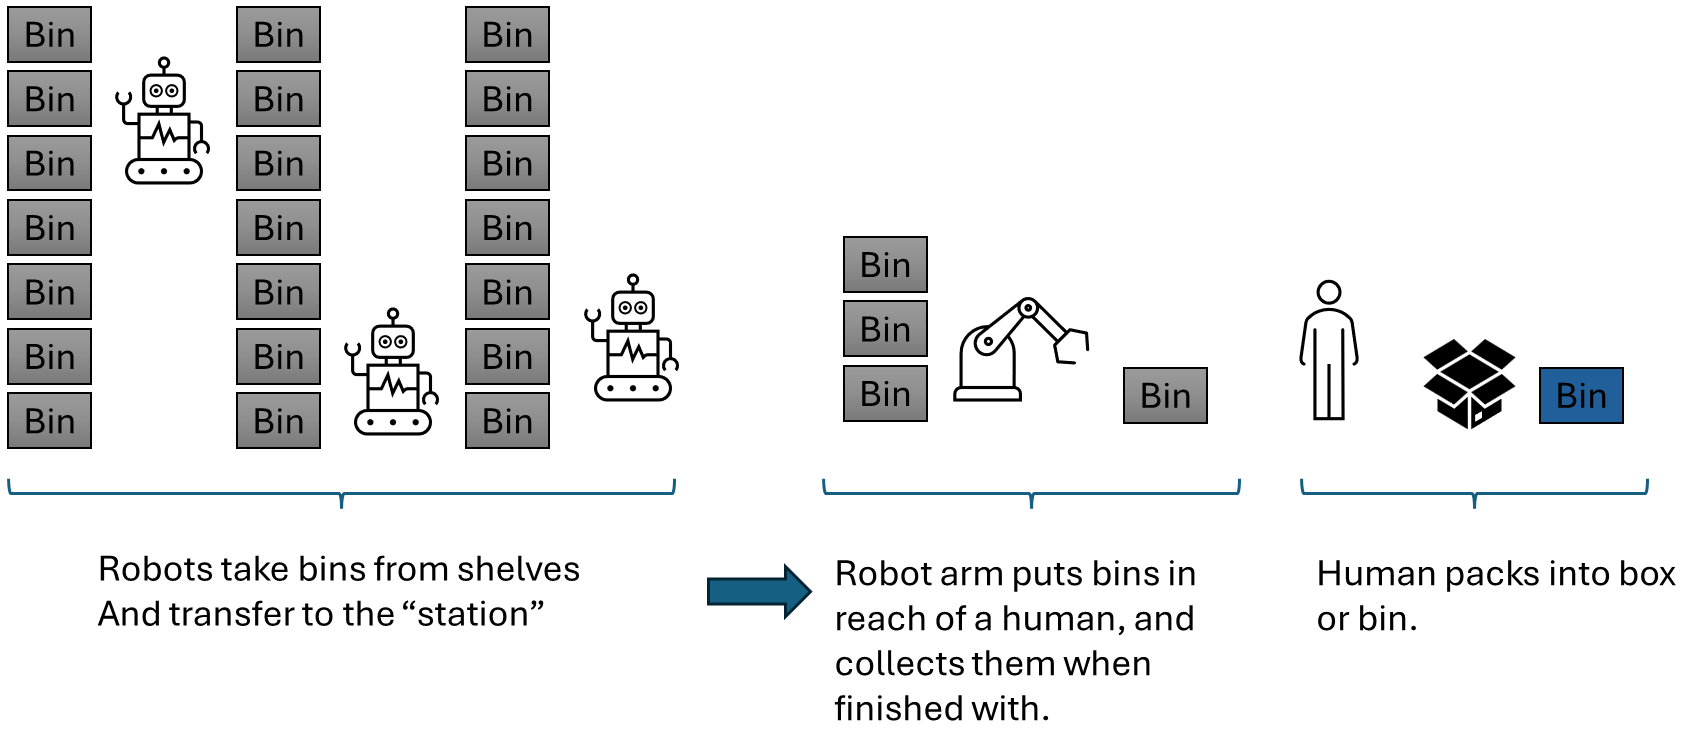 Bin Bin Bin
Bin Bin Bin
Bin Bin Bin
Bin Bin Bin
Bin Bin Bin
Bin Bin Bin
Bin Bin Bin
Bin
Bin
Bin
Bin
Bin
Robots take bins from shelves
And transfer to the “station”
Robot arm puts bins in
reach of a human, and
collects them when
finished with.
Human packs into box
or bin.